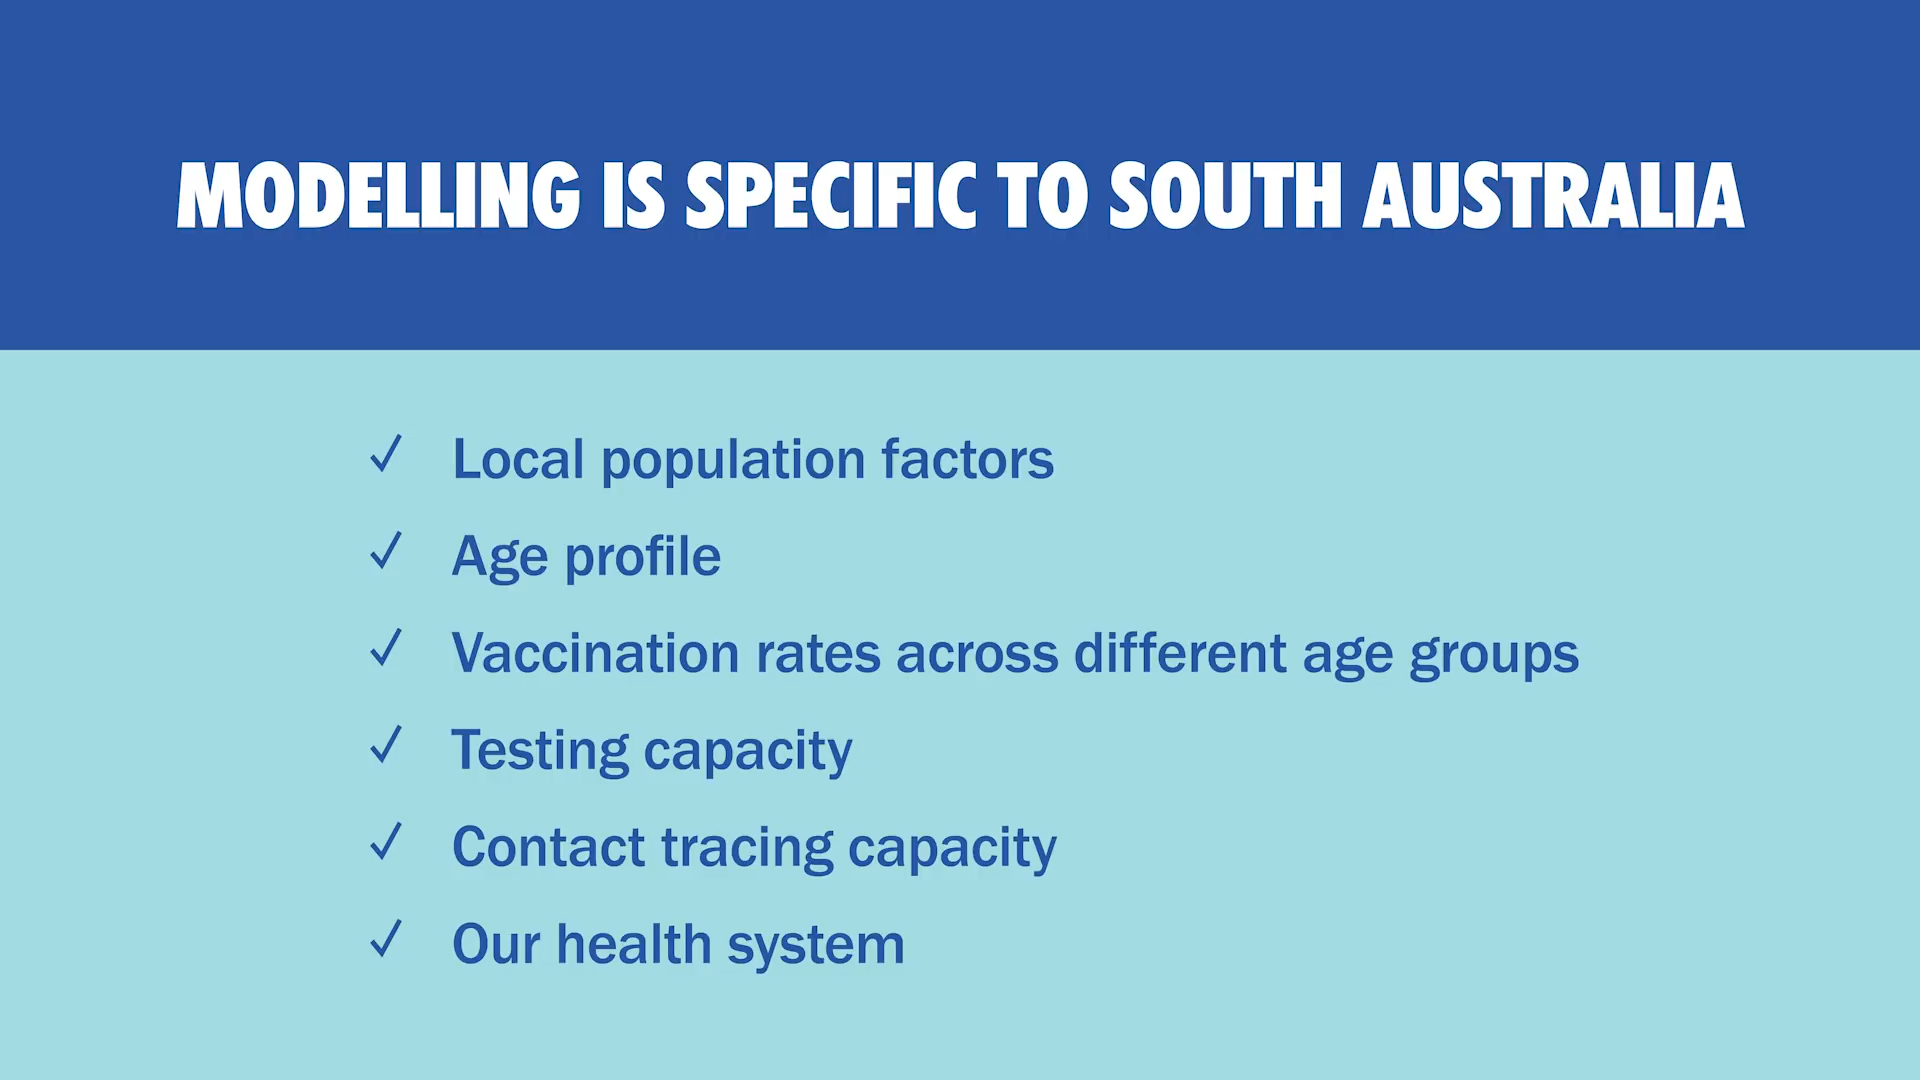 MODELLING IS SPECIFIC TO SOUTH AUSTRALIA
✓ Local population factors
✓ Age profile
✓ Vaccination rates across different age groups
✓ Testing capacity
✓ Contact tracing capacity
✓ Our health system